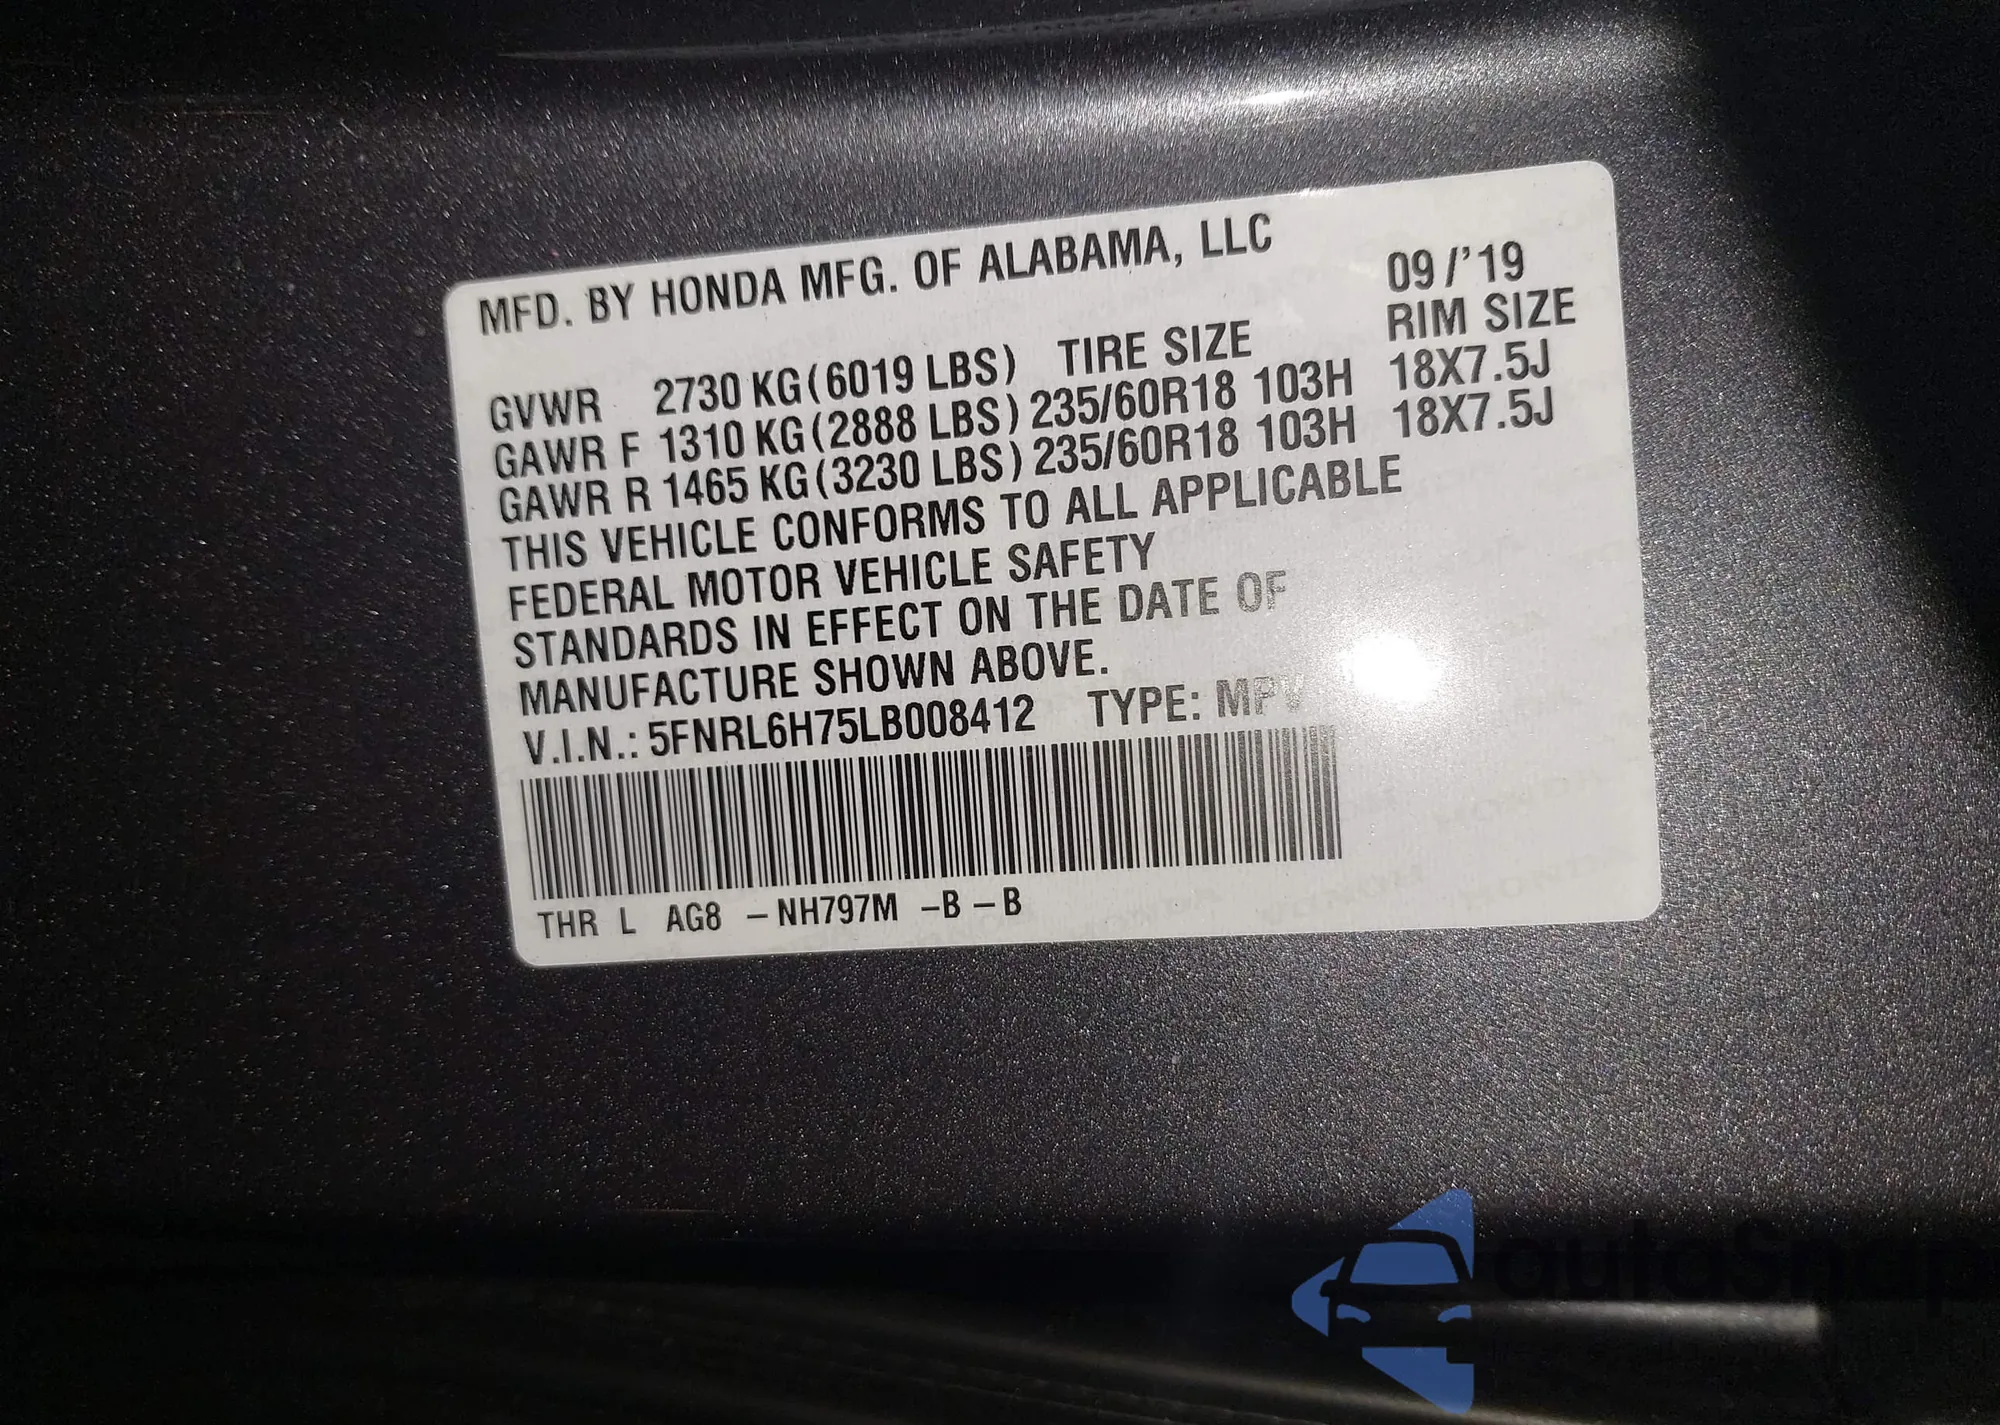 MFD. BY HONDA MFG. OF ALABAMA, LLC
09/'19
GVWR 2730 KG(6019 LBS) TIRE SIZE RIM SIZE
GAWR F 1310 KG(2888 LBS) 235/60R18 103H 18X7.5J
GAWR R 1465 KG(3230 LBS) 235/60R18 103H 18X7.5J
THIS VEHICLE CONFORMS TO ALL APPLICABLE
FEDERAL MOTOR VEHICLE SAFETY
STANDARDS IN EFFECT ON THE DATE OF
MANUFACTURE SHOWN ABOVE.
V.I.N.: 5FNRL6H75LB008412 TYPE: MPV
THR L AG8 -NH797M -B-B
autoSnap